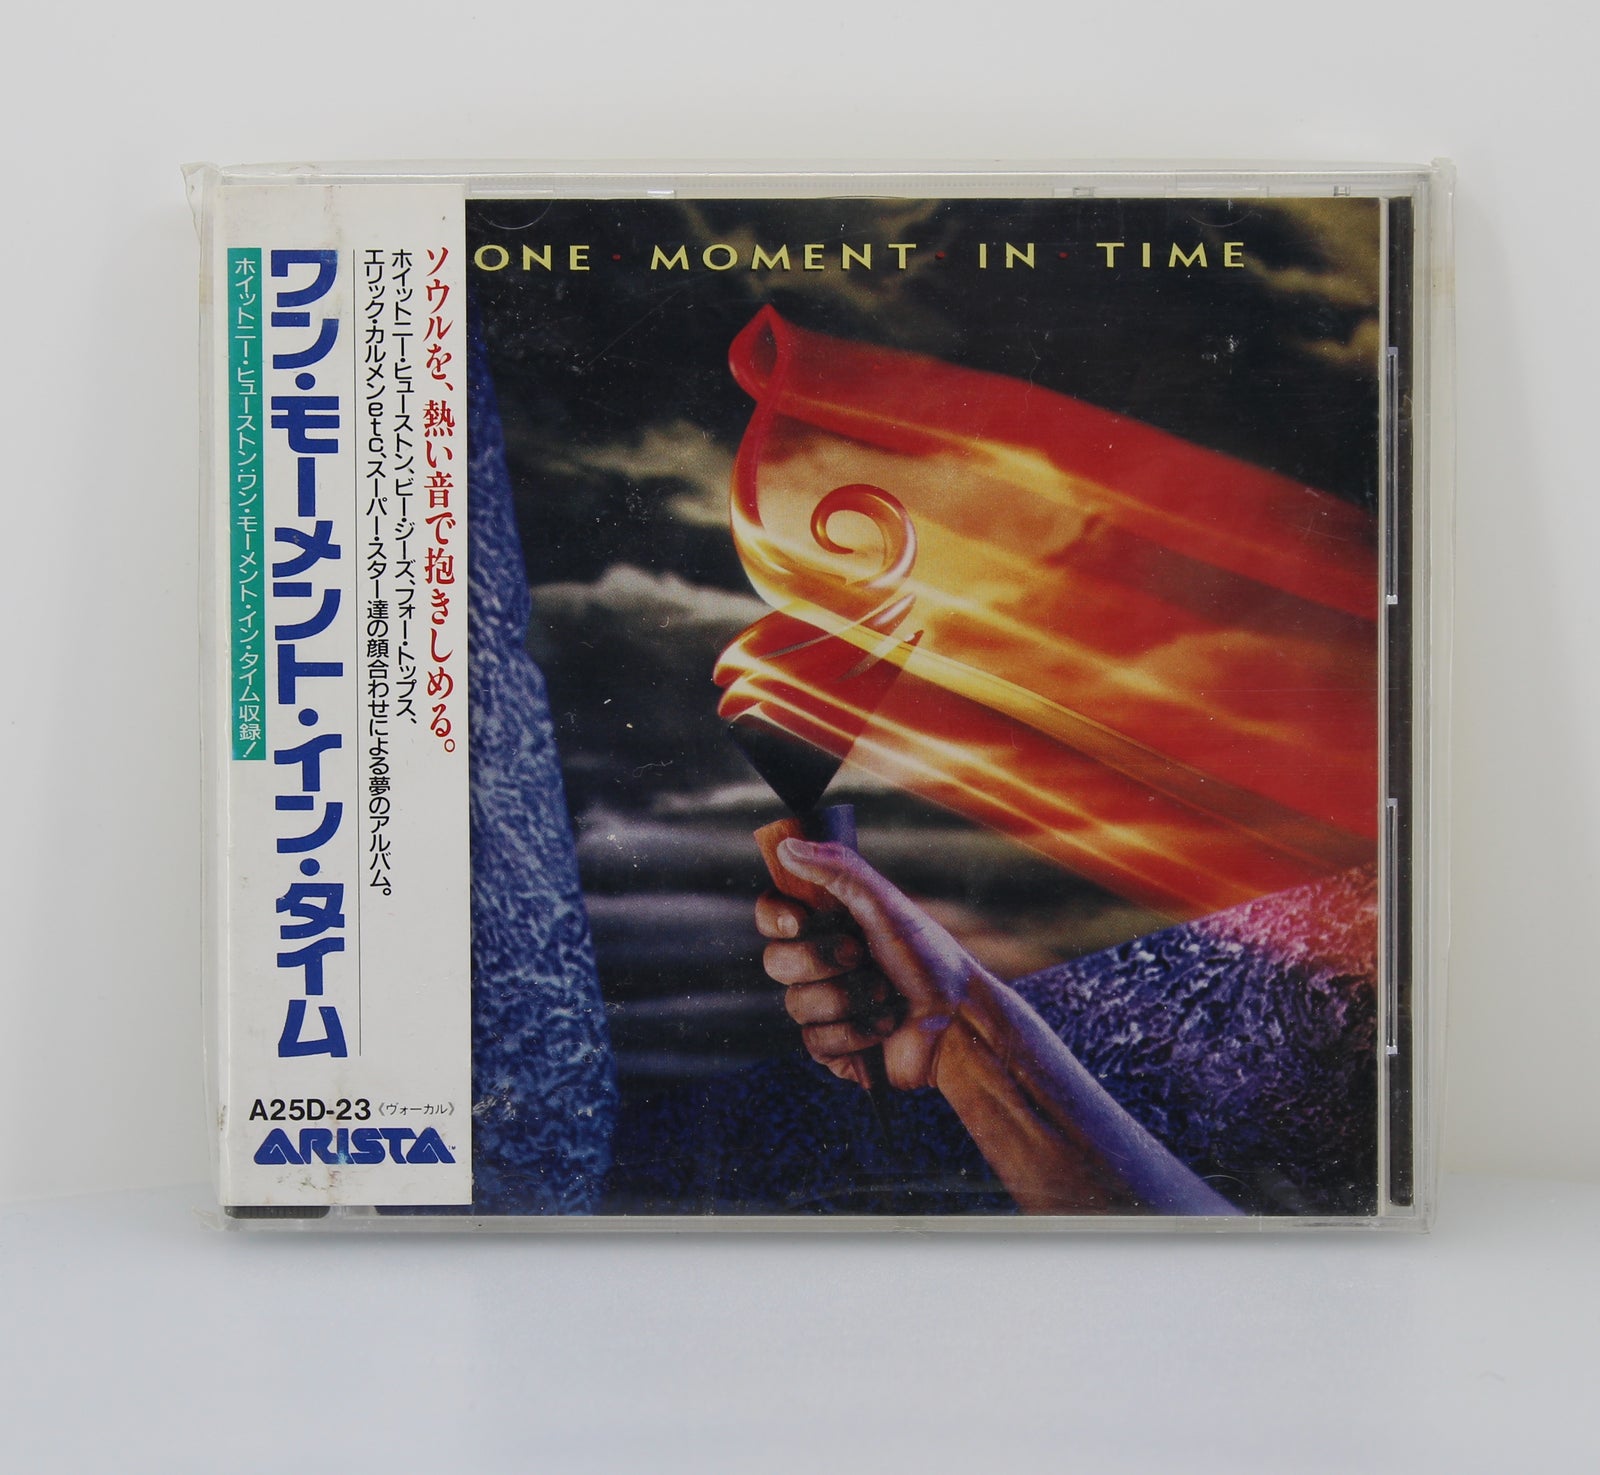 ONE · MOMENT · IN · TIME
ソウルを、熱い音で抱きしめる。
ホイットニー・ヒューストン、ビー・ジーズ、フォー・トップス、
エリック・カルメンetc、スーパー・スター達の顔合わせによる夢のアルバム。
ワン・モーメント・イン・タイム
ホイットニー・ヒューストン:ワン・モーメント・イン・タイム収録!
A25D-23《ヴォーカル》
ARISTA™